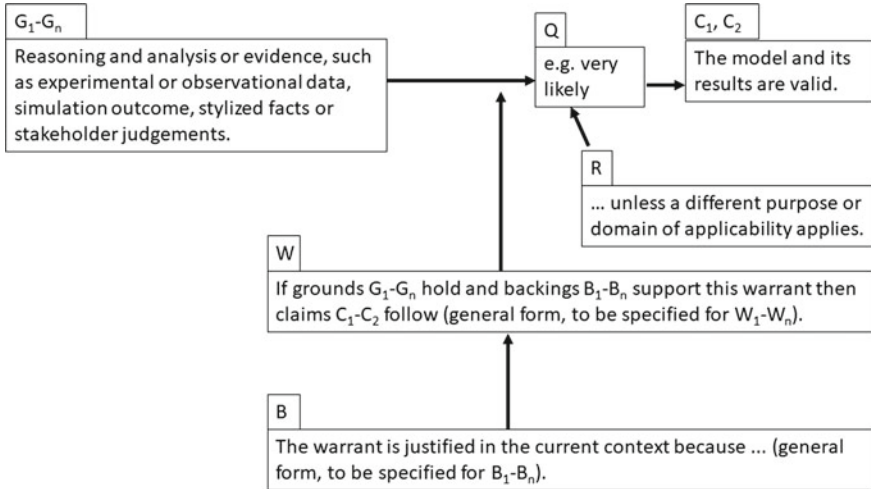 G₁-Gₙ
Reasoning and analysis or evidence, such
as experimental or observational data,
simulation outcome, stylized facts or
stakeholder judgements.
Q
e.g. very
likely
C₁, C₂
The model and its
results are valid.
R
... unless a different purpose or
domain of applicability applies.
W
If grounds G₁-Gₙ hold and backings B₁-Bₙ support this warrant then
claims C₁-C₂ follow (general form, to be specified for W₁-Wₙ).
B
The warrant is justified in the current context because ... (general
form, to be specified for B₁-Bₙ).